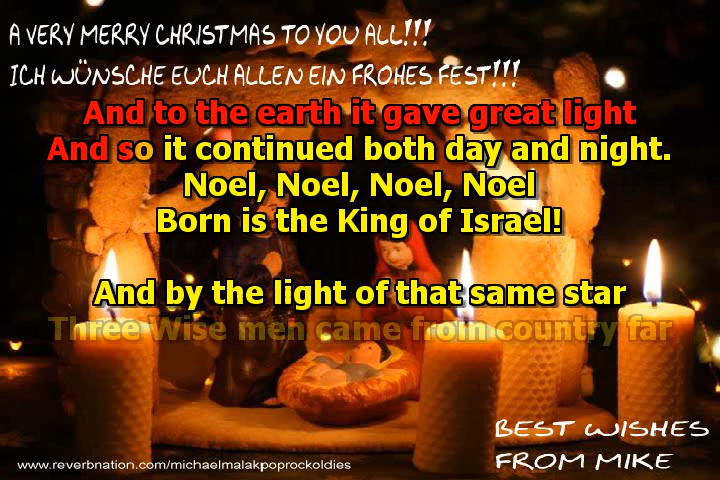 A VERY MERRY CHRISTMAS TO YOU ALL!!!
ICH WÜNSCHE EUCH ALLEN EIN FROHES FEST!!!
And to the earth it gave great light
And so it continued both day and night.
Noel, Noel, Noel, Noel
Born is the King of Israel!
And by the light of that same star
Three Wise men came from country far
BEST WISHES
FROM MIKE
www.reverbnation.com/michaelmalakpoprockoldies